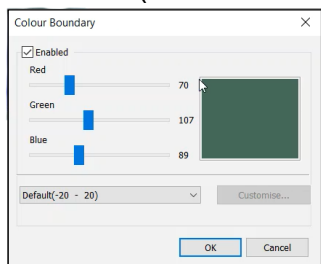 Colour Boundary
Enabled
Red
70
Green
107
Blue
89
Default(-20 - 20)
Customise...
OK
Cancel